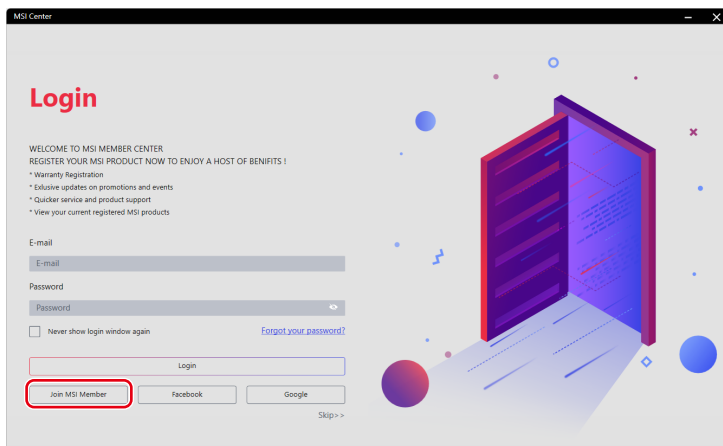 MSI Center
Login
WELCOME TO MSI MEMBER CENTER
REGISTER YOUR MSI PRODUCT NOW TO ENJOY A HOST OF BENIFITS !
* Warranty Registration
* Exlusive updates on promotions and events
* Quicker service and product support
* View your current registered MSI products
E-mail
E-mail
Password
Password
Never show login window again
Forgot your password?
Login
Join MSI Member
Facebook
Google
Skip>>